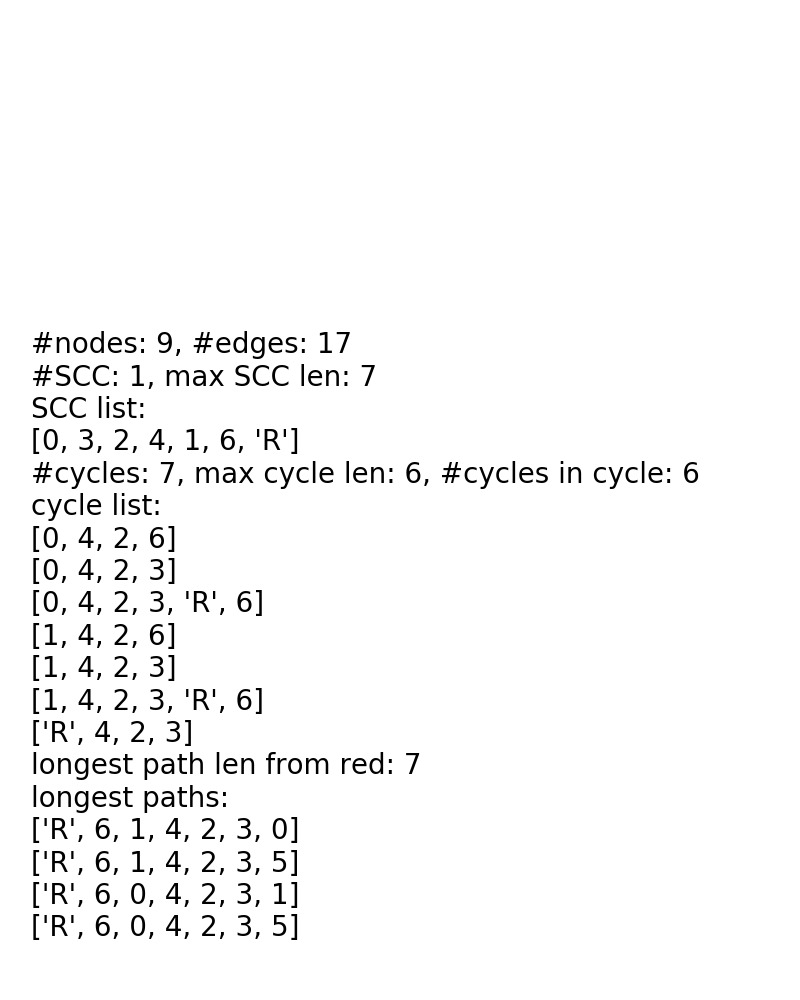 #nodes: 9, #edges: 17
#SCC: 1, max SCC len: 7
SCC list:
[0, 3, 2, 4, 1, 6, 'R']
#cycles: 7, max cycle len: 6, #cycles in cycle: 6
cycle list:
[0, 4, 2, 6]
[0, 4, 2, 3]
[0, 4, 2, 3, 'R', 6]
[1, 4, 2, 6]
[1, 4, 2, 3]
[1, 4, 2, 3, 'R', 6]
['R', 4, 2, 3]
longest path len from red: 7
longest paths:
['R', 6, 1, 4, 2, 3, 0]
['R', 6, 1, 4, 2, 3, 5]
['R', 6, 0, 4, 2, 3, 1]
['R', 6, 0, 4, 2, 3, 5]